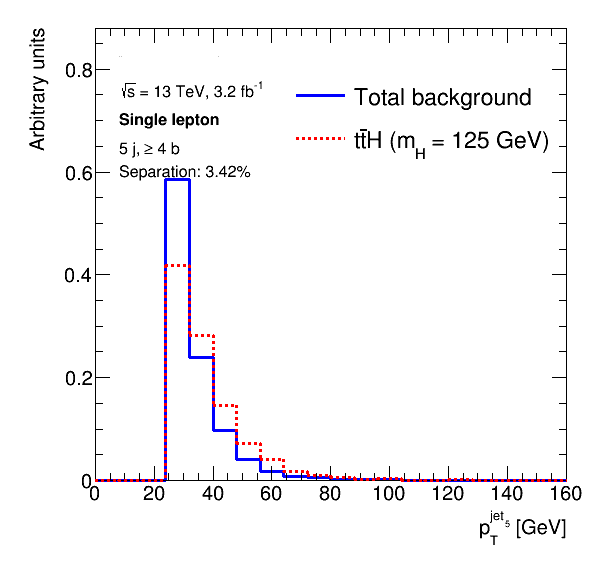 Arbitrary units
0.8
0.6
0.4
0.2
0
√s = 13 TeV, 3.2 fb⁻¹
Single lepton
5 j, ≥ 4 b
Separation: 3.42%
Total background
tt̄H (m_H = 125 GeV)
0 20 40 60 80 100 120 140 160
p_T^jet₅ [GeV]